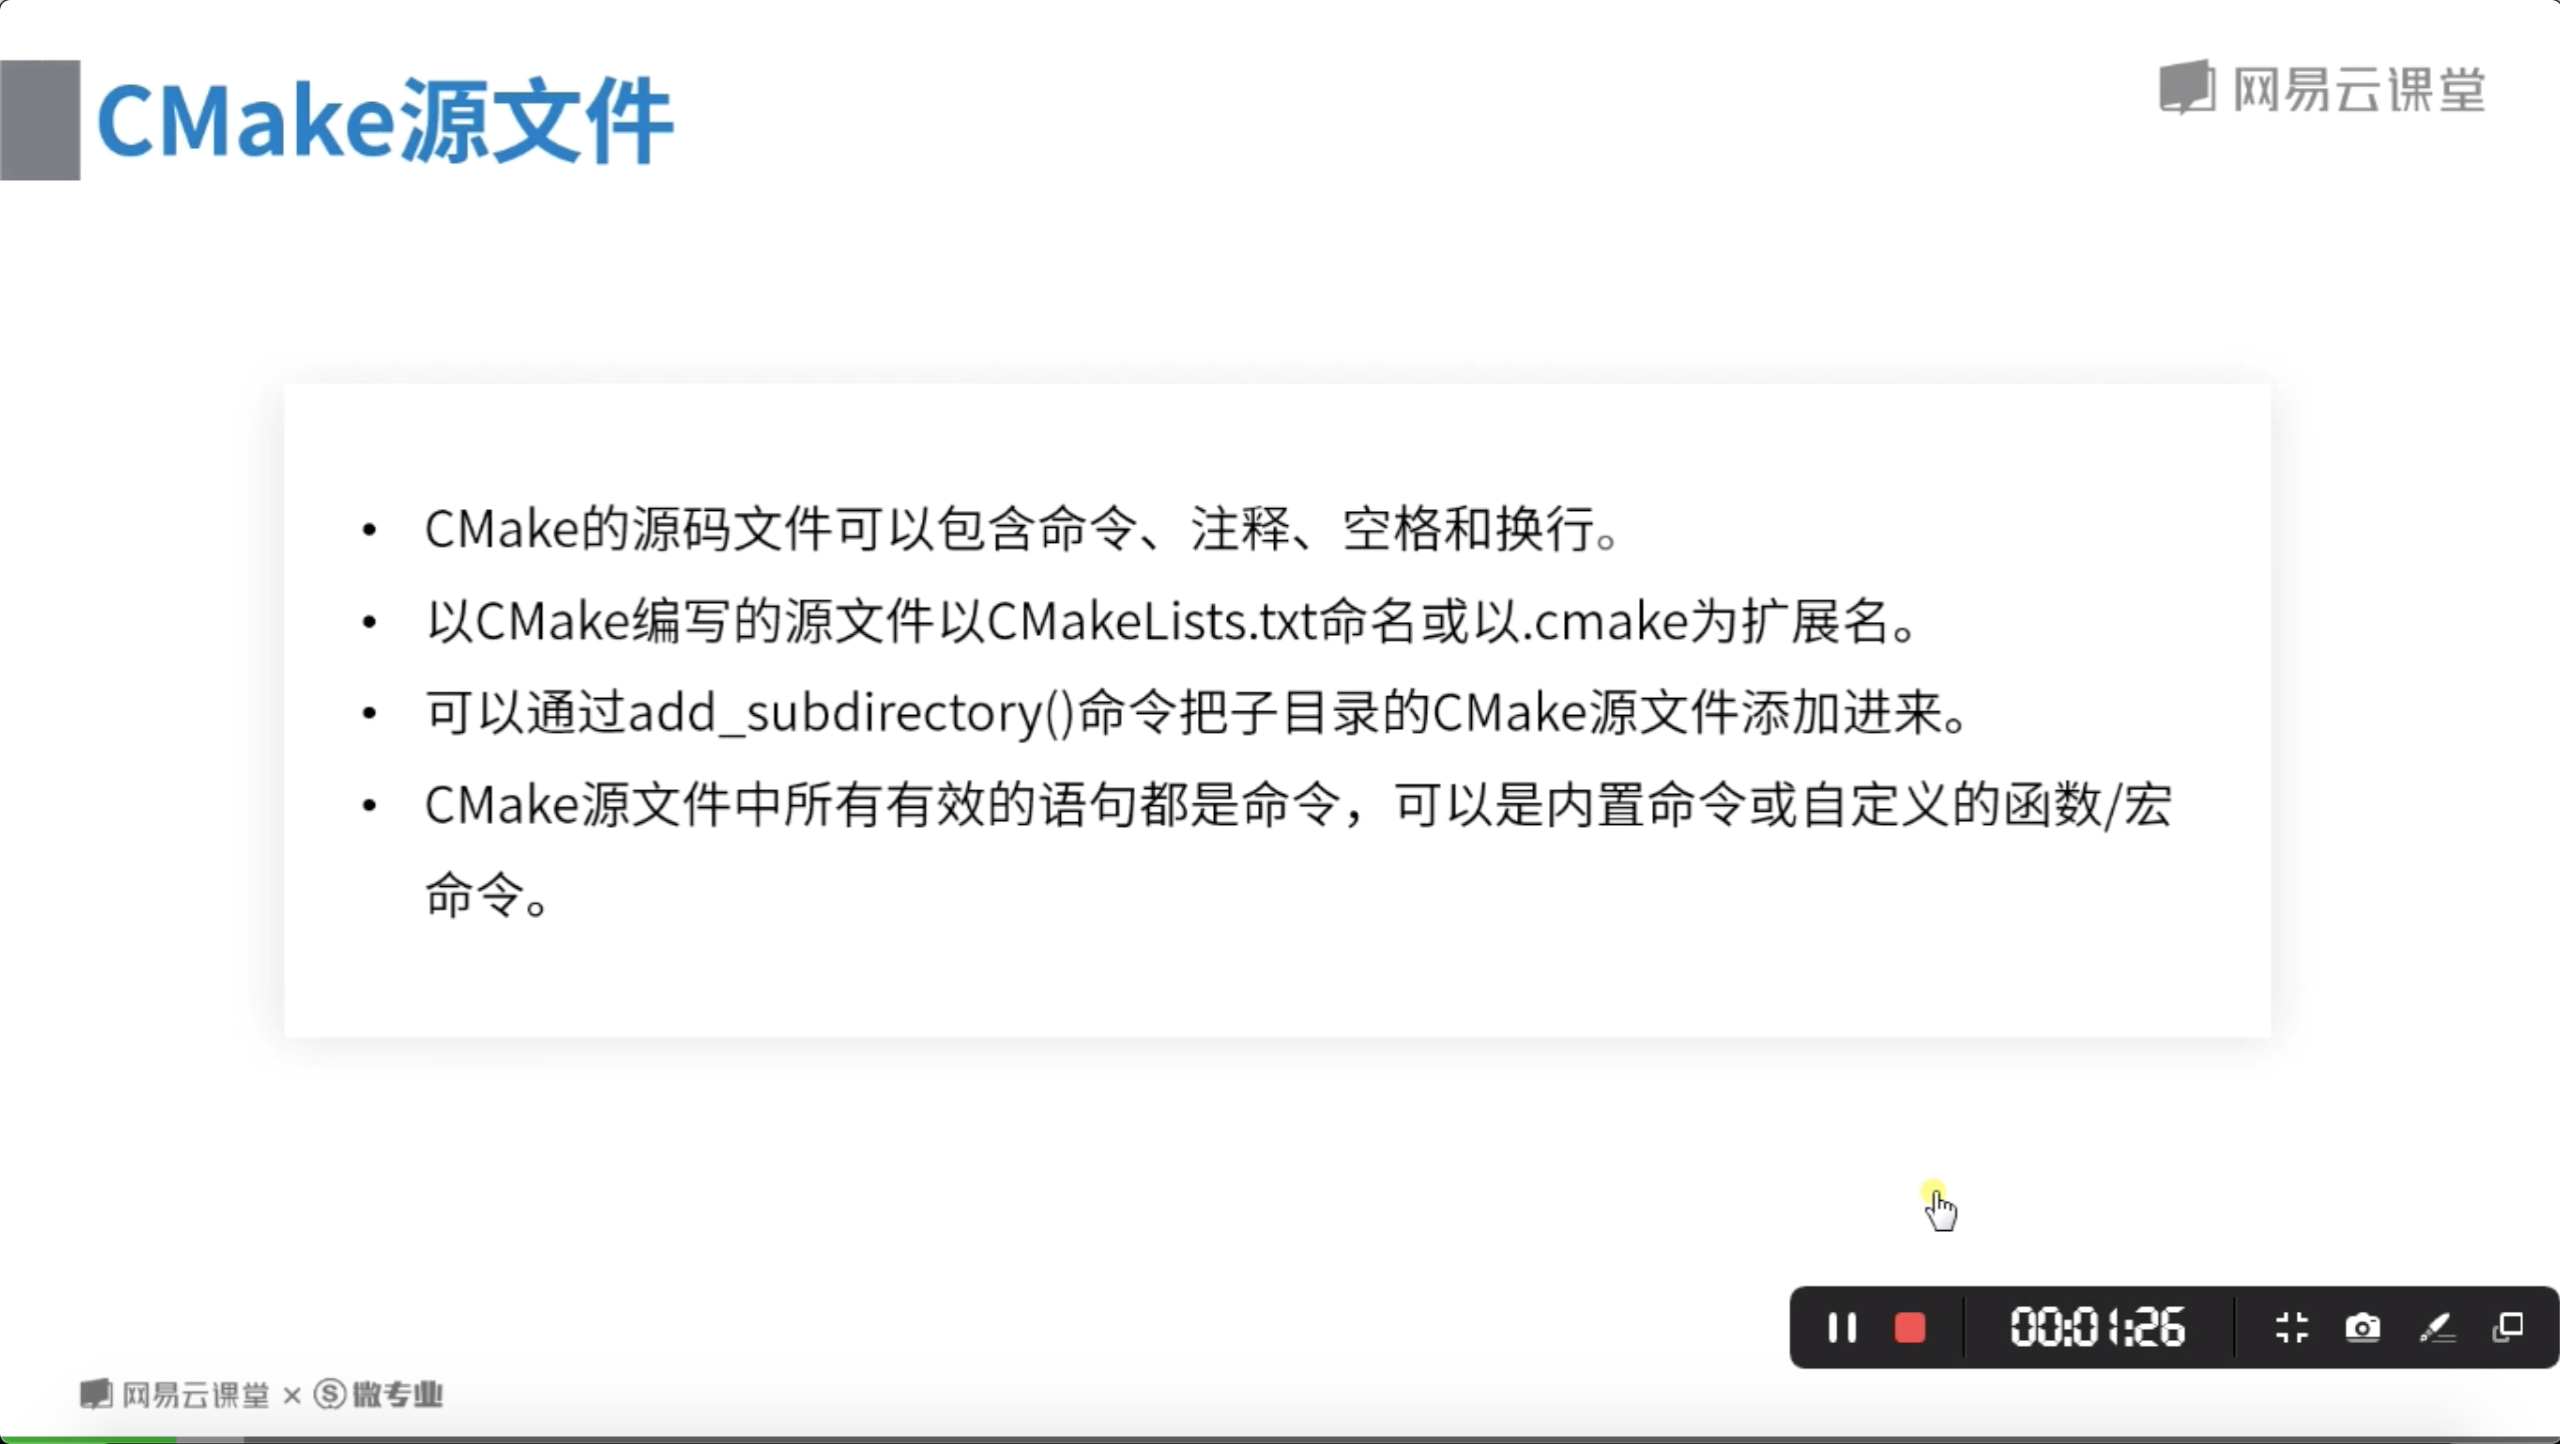 CMake源文件
网易云课堂
• CMake的源码文件可以包含命令、注释、空格和换行。
• 以CMake编写的源文件以CMakeLists.txt命名或以.cmake为扩展名。
• 可以通过add_subdirectory()命令把子目录的CMake源文件添加进来。
• CMake源文件中所有有效的语句都是命令，可以是内置命令或自定义的函数/宏
命令。
00:01:26
网易云课堂 × Ⓢ微专业